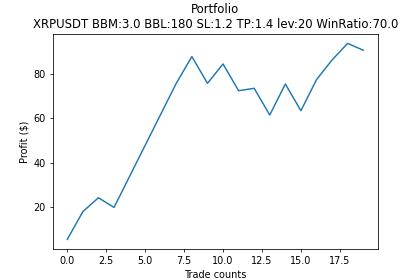 Portfolio
XRPUSDT BBM:3.0 BBL:180 SL:1.2 TP:1.4 lev:20 WinRatio:70.0
80
60
40
20
Profit ($)
0.0 2.5 5.0 7.5 10.0 12.5 15.0 17.5
Trade counts